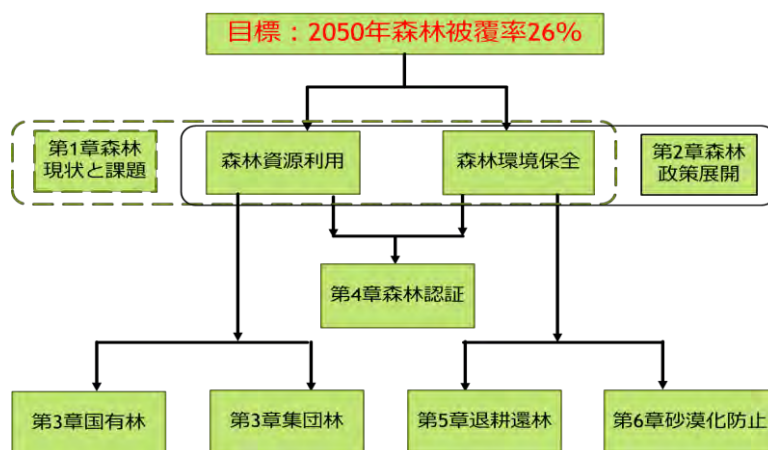 目標：2050年森林被覆率26%
第1章森林
現状と課題
森林資源利用
森林環境保全
第2章森林
政策展開
第4章森林認証
第3章国有林
第3章集団林
第5章退耕還林
第6章砂漠化防止